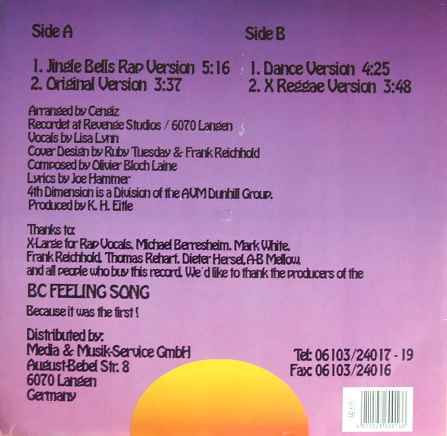 Side A
1. Jingle Bells Rap Version 5:16
2. Original Version 3:37
Side B
1. Dance Version 4:25
2. X Reggae Version 3:48
Arranged by Cengiz
Recordet at Revenge Studios / 6070 Langen
Vocals by Lisa Lynn
Cover Design by Ruby Tuesday & Frank Reichhold
Composed by Olivier Bloch Laine
Lyrics by Joe Hammer
4th Dimension is a Division of the AVM Dunhill Group.
Produced by K. H. Eitle
Thanks to:
X-Large for Rap Vocals, Michael Berresheim, Mark White,
Frank Reichhold, Thomas Rehart, Dieter Hersel, A-B Mellow,
and all people who buy this record. We'd like to thank the producers of the
BC FEELING SONG
Because it was the first!
Distributed by:
Media & Musik-Service GmbH
August-Bebel Str. 8
6070 Langen
Germany
Tel: 06103/24017 - 19
Fax: 06103/24016